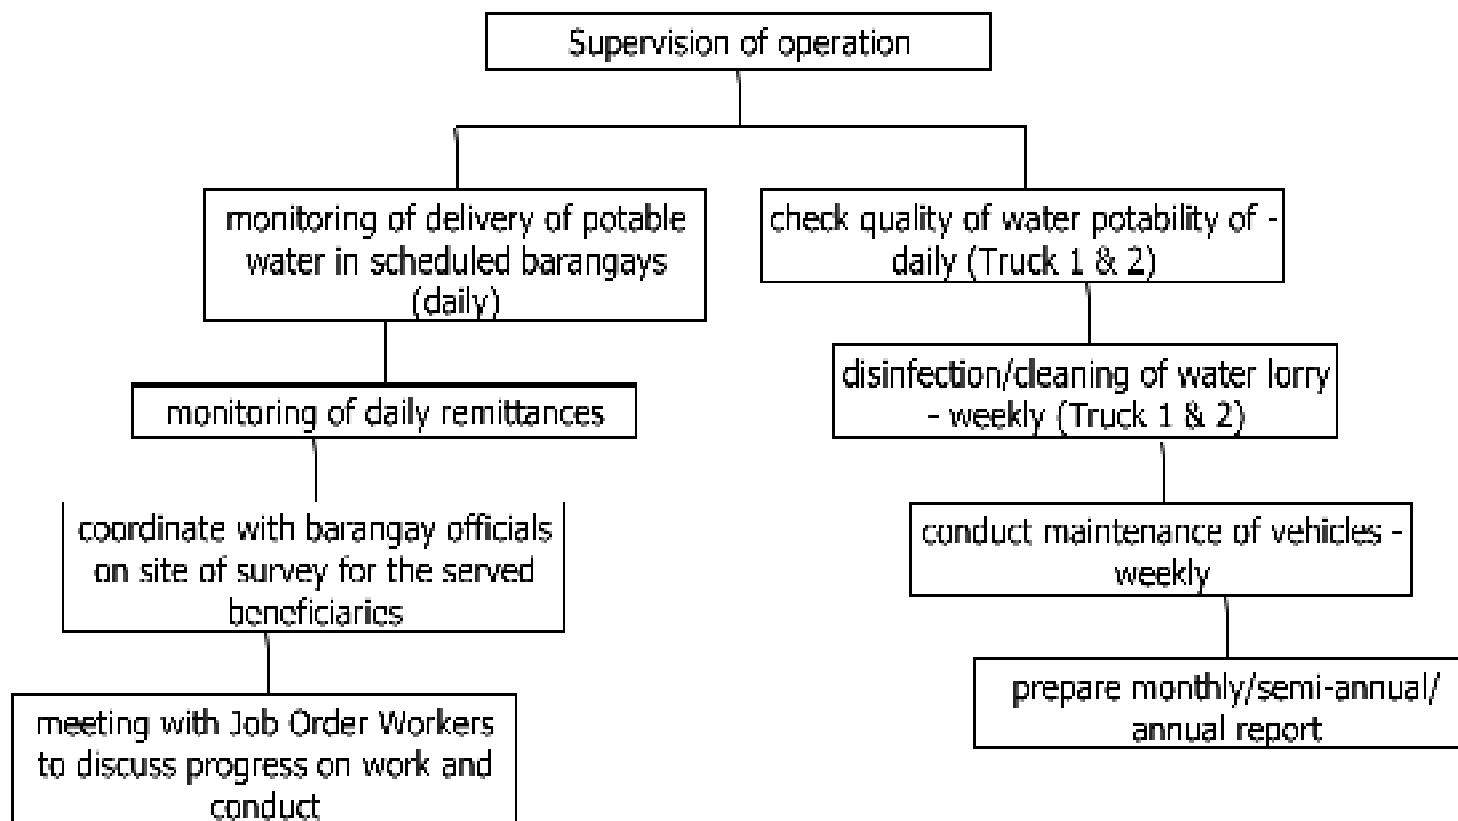 Supervision of operation
monitoring of delivery of potable
water in scheduled barangays
(daily)
check quality of water potability of -
daily (Truck 1 & 2)
monitoring of daily remittances
disinfection/cleaning of water lorry
- weekly (Truck 1 & 2)
coordinate with barangay officials
on site of survey for the served
beneficiaries
conduct maintenance of vehicles -
weekly
meeting with Job Order Workers
to discuss progress on work and
conduct
prepare monthly/semi-annual/
annual report